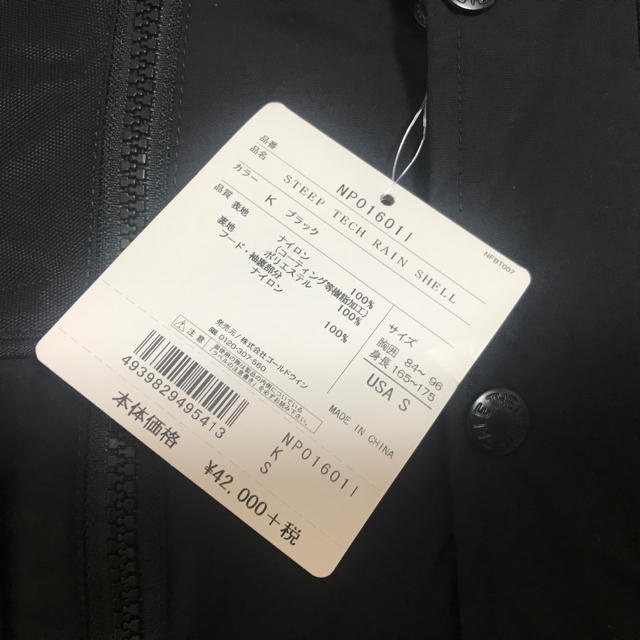 品番 NP01601I
品名 STEEP TECH RAIN SHELL
カラー K ブラック
品質 表地 ナイロン 100%
(コーティング等樹脂加工)
裏地 ポリエステル 100%
フード・袖裏部分
ナイロン 100%
サイズ
胸囲 84～ 96
身長 165～175
USA S
発売元/株式会社ゴールドウィン
0120-307560
MADE IN CHINA
注意
4939829495413
NP01601I
K
S
本体価格
¥42,000+税
NFBT007